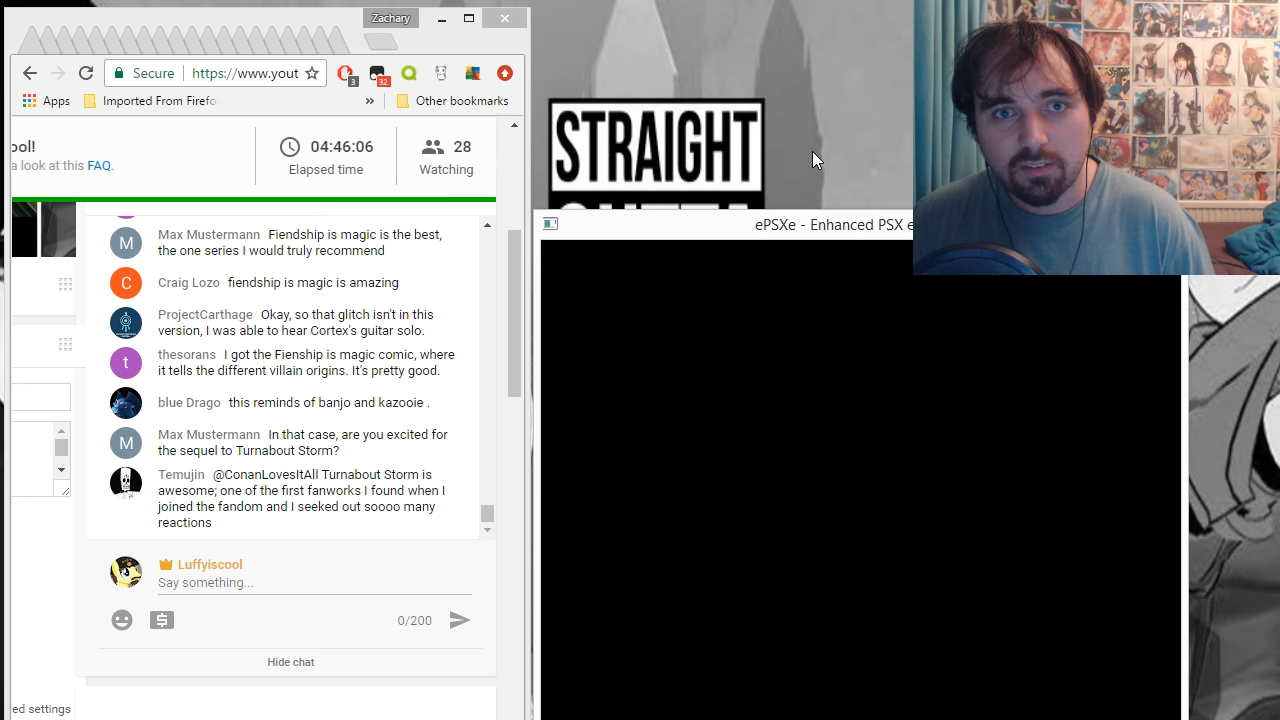 Zachary
Secure
https://www.yout
3
32
Apps
Imported From Firefo
»
Other bookmarks
ool!
a look at this FAQ.
04:46:06
Elapsed time
28
Watching
STRAIGHT
ePSXe - Enhanced PSX e
M
Max Mustermann Fiendship is magic is the best,
the one series I would truly recommend
C
Craig Lozo fiendship is magic is amazing
ProjectCarthage Okay, so that glitch isn't in this
version, I was able to hear Cortex's guitar solo.
t
thesorans I got the Fienship is magic comic, where
it tells the different villain origins. It's pretty good.
blue Drago this reminds of banjo and kazooie .
M
Max Mustermann In that case, are you excited for
the sequel to Turnabout Storm?
Temujin @ConanLovesItAll Turnabout Storm is
awesome; one of the first fanworks I found when I
joined the fandom and I seeked out soooo many
reactions
Luffyiscool
Say something...
0/200
Hide chat
ed settings